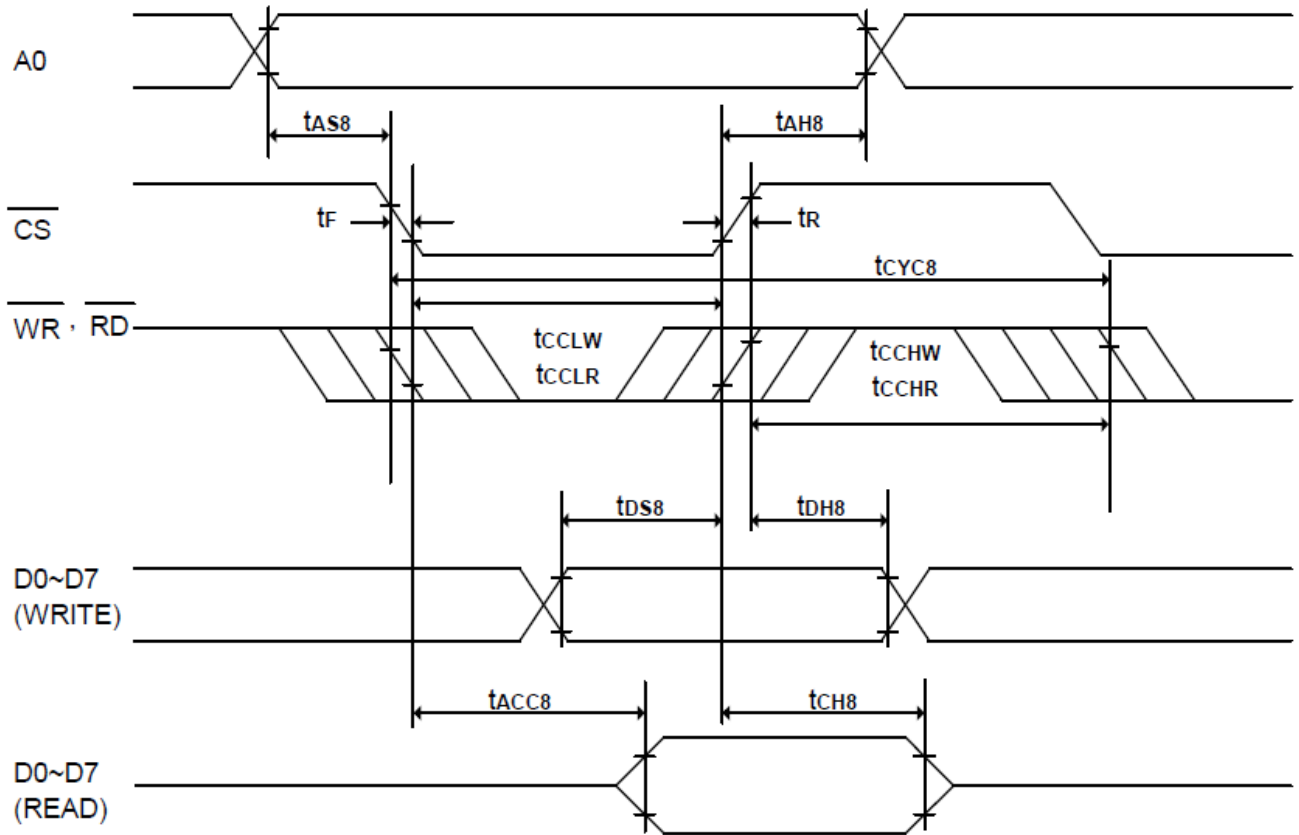 A0
tAS8
tAH8
CS
tF
tR
tCYC8
WR , RD
tCCLW
tCCHW
tCCLR
tCCHR
tDS8
tDH8
D0~D7
(WRITE)
tACC8
tCH8
D0~D7
(READ)